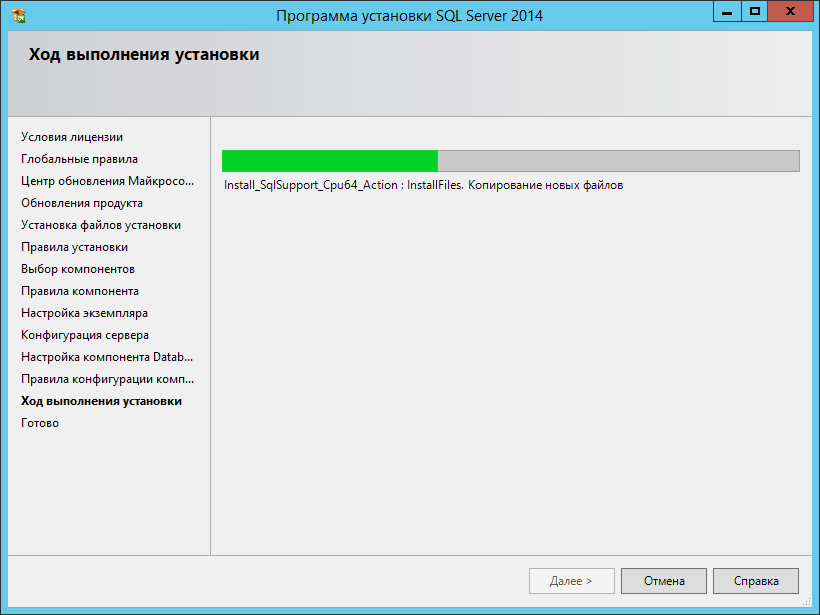 Программа установки SQL Server 2014
Ход выполнения установки
Условия лицензии
Глобальные правила
Центр обновления Майкросо...
Обновления продукта
Установка файлов установки
Правила установки
Выбор компонентов
Правила компонента
Настройка экземпляра
Конфигурация сервера
Настройка компонента Datab...
Правила конфигурации комп...
Ход выполнения установки
Готово
Install_SqlSupport_Cpu64_Action : InstallFiles. Копирование новых файлов
Далее >
Отмена
Справка